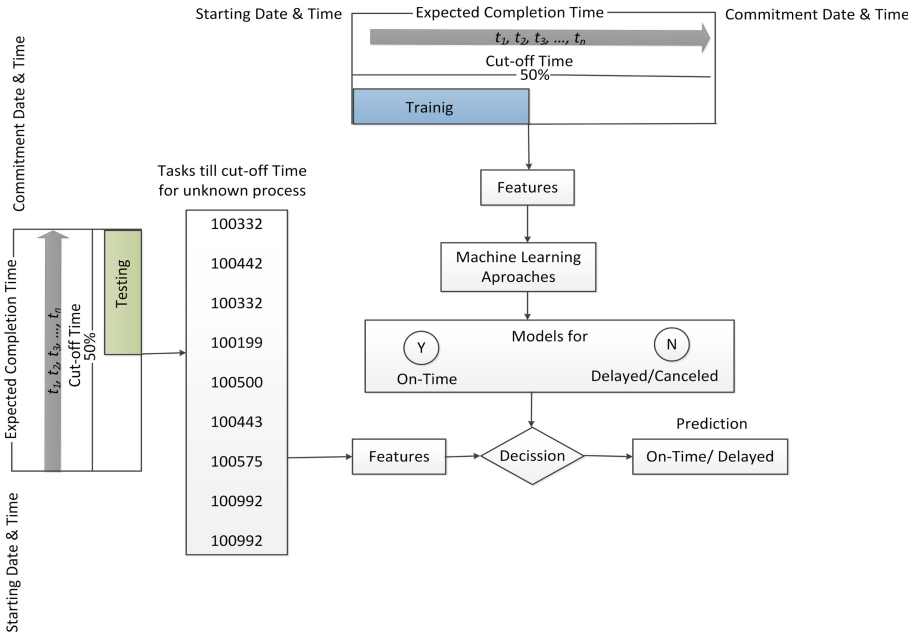 Starting Date & Time
Expected Completion Time
Commitment Date & Time
t1, t2, t3, ..., tn
Cut-off Time
50%
Trainig
Features
Machine Learning
Aproaches
Models for
Y
N
On-Time
Delayed/Canceled
Commitment Date & Time
Expected Completion Time
t1, t2, t3, ..., tn
Cut-off Time
50%
Testing
Starting Date & Time
Tasks till cut-off Time
for unknown process
100332
100442
100332
100199
100500
100443
100575
100992
100992
Features
Decission
Prediction
On-Time/ Delayed